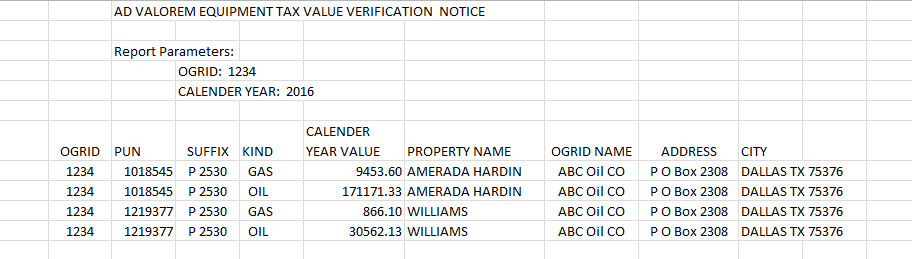 AD VALOREM EQUIPMENT TAX VALUE VERIFICATION NOTICE
Report Parameters:
OGRID: 1234
CALENDER YEAR: 2016
CALENDER
OGRID PUN SUFFIX KIND YEAR VALUE PROPERTY NAME OGRID NAME ADDRESS CITY
1234 1018545 P 2530 GAS 9453.60 AMERADA HARDIN ABC Oil CO P O Box 2308 DALLAS TX 75376
1234 1018545 P 2530 OIL 171171.33 AMERADA HARDIN ABC Oil CO P O Box 2308 DALLAS TX 75376
1234 1219377 P 2530 GAS 866.10 WILLIAMS ABC Oil CO P O Box 2308 DALLAS TX 75376
1234 1219377 P 2530 OIL 30562.13 WILLIAMS ABC Oil CO P O Box 2308 DALLAS TX 75376